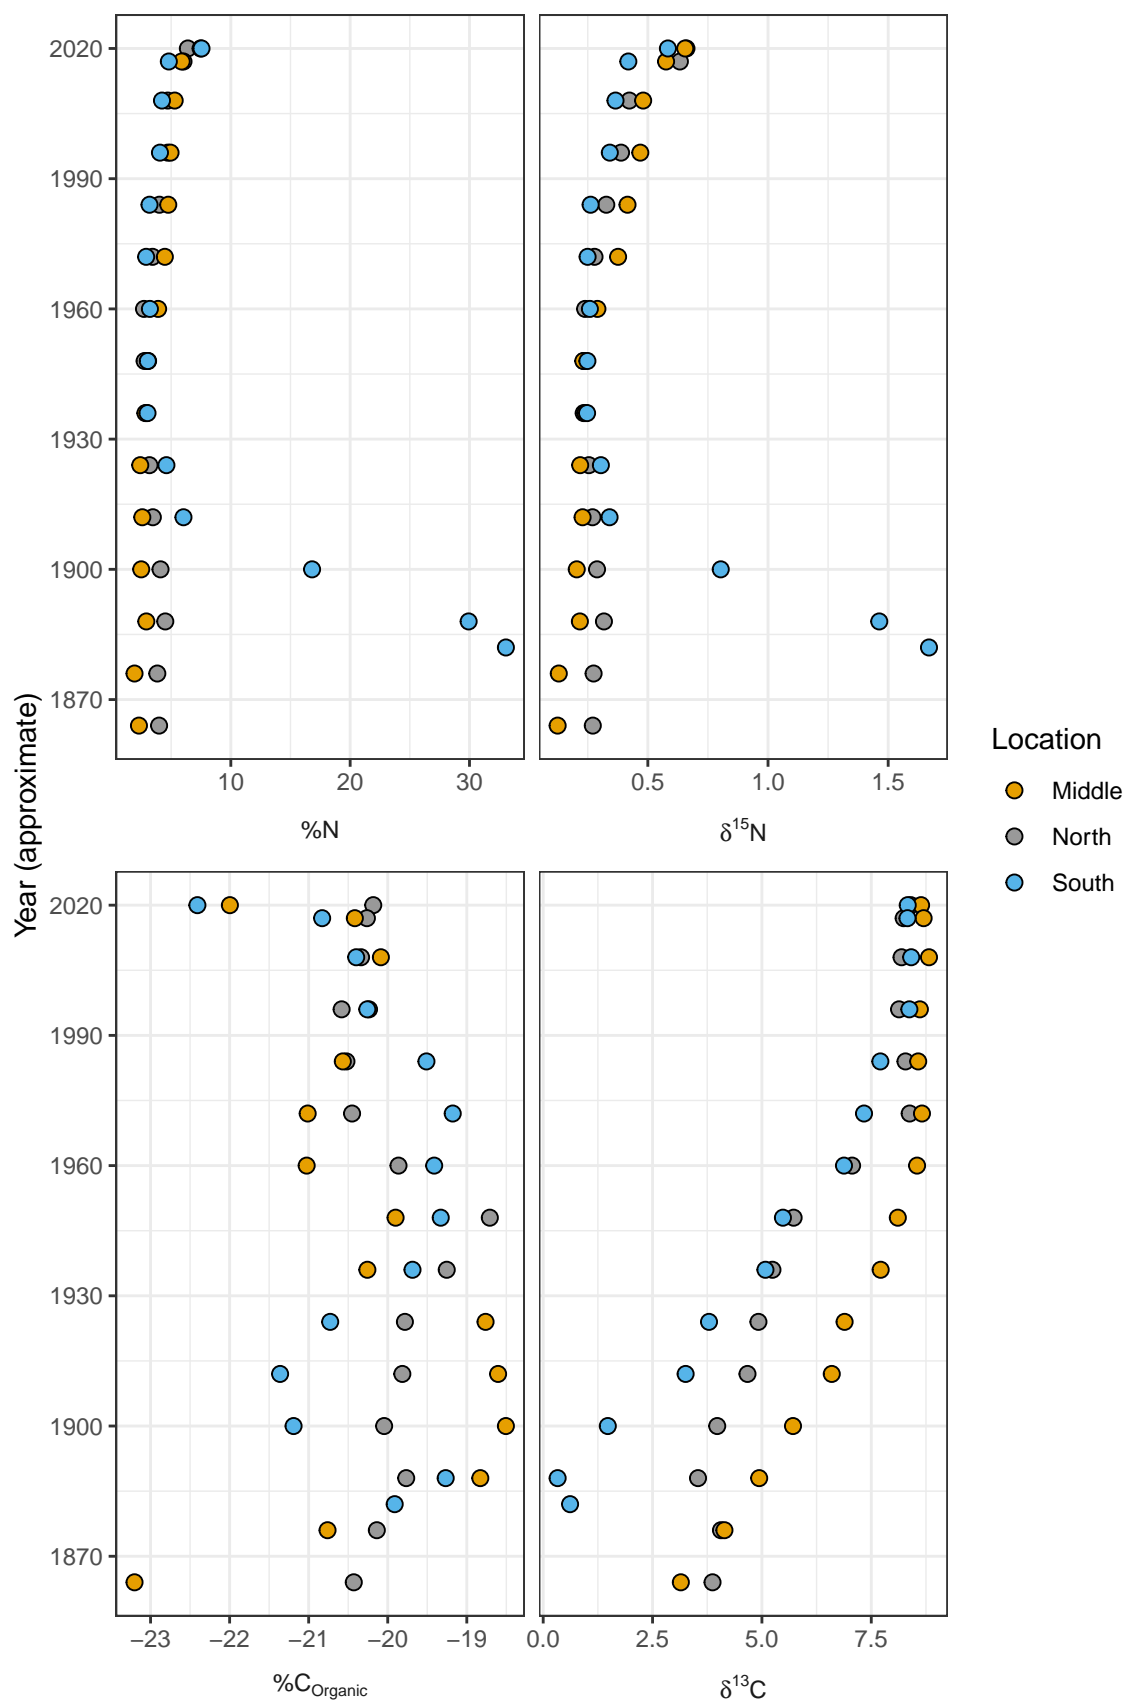 Year (approximate)
2020
1990
1960
1930
1900
1870
10 20 30
%N
0.5 1.0 1.5
δ¹⁵N
2020
1990
1960
1930
1900
1870
−23 −22 −21 −20 −19
%C_Organic
0.0 2.5 5.0 7.5
δ¹³C
Location
Middle
North
South